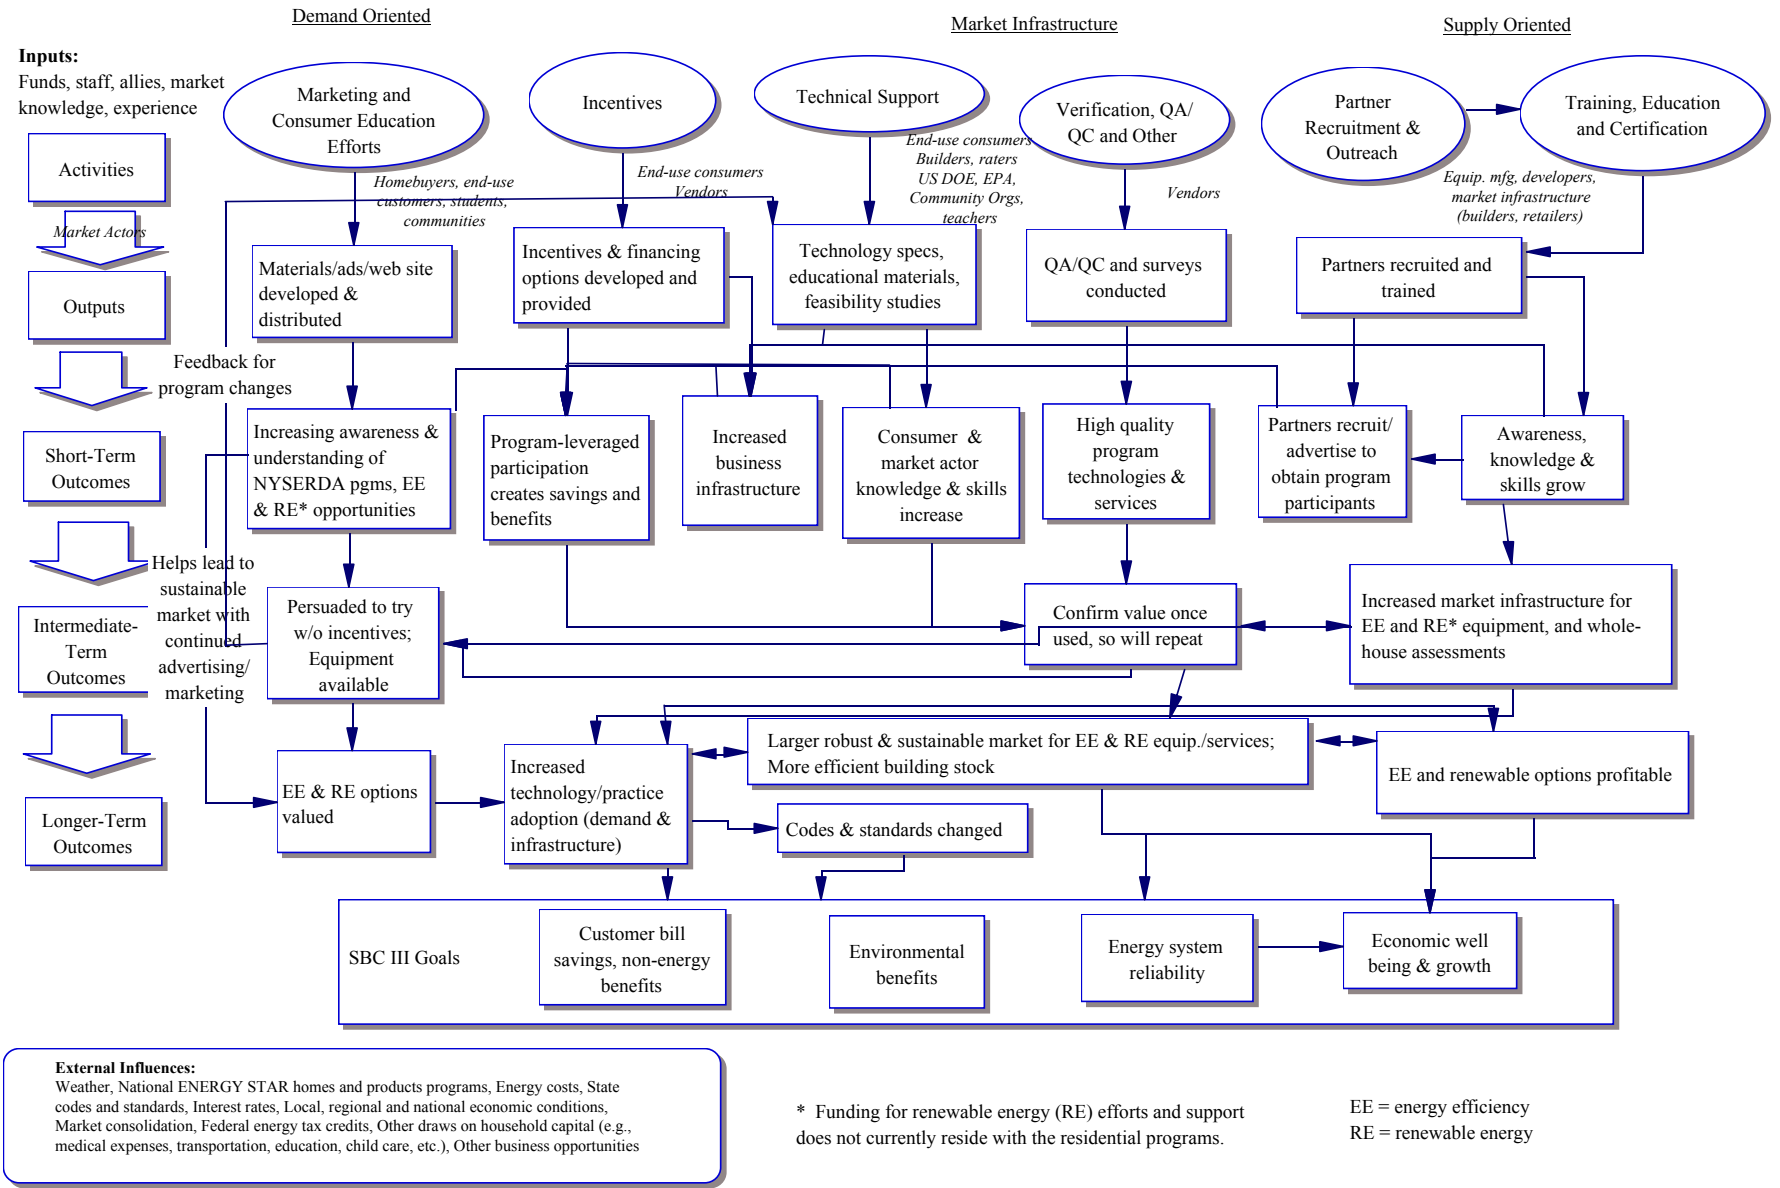 Demand Oriented
Market Infrastructure
Supply Oriented
Inputs:
Funds, staff, allies, market
knowledge, experience
Marketing and
Consumer Education
Efforts
Incentives
Technical Support
Verification, QA/
QC and Other
Partner
Recruitment &
Outreach
Training, Education
and Certification
Activities
Market Actors
Homebuyers, end-use
customers, students,
communities
End-use consumers
Vendors
End-use consumers
Builders, raters
US DOE, EPA,
Community Orgs,
teachers
Vendors
Equip. mfg, developers,
market infrastructure
(builders, retailers)
Outputs
Materials/ads/web site
developed &
distributed
Incentives & financing
options developed and
provided
Technology specs,
educational materials,
feasibility studies
QA/QC and surveys
conducted
Partners recruited and
trained
Feedback for
program changes
Short-Term
Outcomes
Increasing awareness &
understanding of
NYSERDA pgms, EE
& RE* opportunities
Program-leveraged
participation
creates savings and
benefits
Increased
business
infrastructure
Consumer &
market actor
knowledge & skills
increase
High quality
program
technologies &
services
Partners recruit/
advertise to
obtain program
participants
Awareness,
knowledge &
skills grow
Helps lead to
sustainable
market with
continued
advertising/
marketing
Intermediate-
Term
Outcomes
Persuaded to try
w/o incentives;
Equipment
available
Confirm value once
used, so will repeat
Increased market infrastructure for
EE and RE* equipment, and whole-
house assessments
Longer-Term
Outcomes
EE & RE options
valued
Increased
technology/practice
adoption (demand &
infrastructure)
Larger robust & sustainable market for EE & RE equip./services;
More efficient building stock
EE and renewable options profitable
Codes & standards changed
SBC III Goals
Customer bill
savings, non-energy
benefits
Environmental
benefits
Energy system
reliability
Economic well
being & growth
External Influences:
Weather, National ENERGY STAR homes and products programs, Energy costs, State
codes and standards, Interest rates, Local, regional and national economic conditions,
Market consolidation, Federal energy tax credits, Other draws on household capital (e.g.,
medical expenses, transportation, education, child care, etc.), Other business opportunities
* Funding for renewable energy (RE) efforts and support
does not currently reside with the residential programs.
EE = energy efficiency
RE = renewable energy